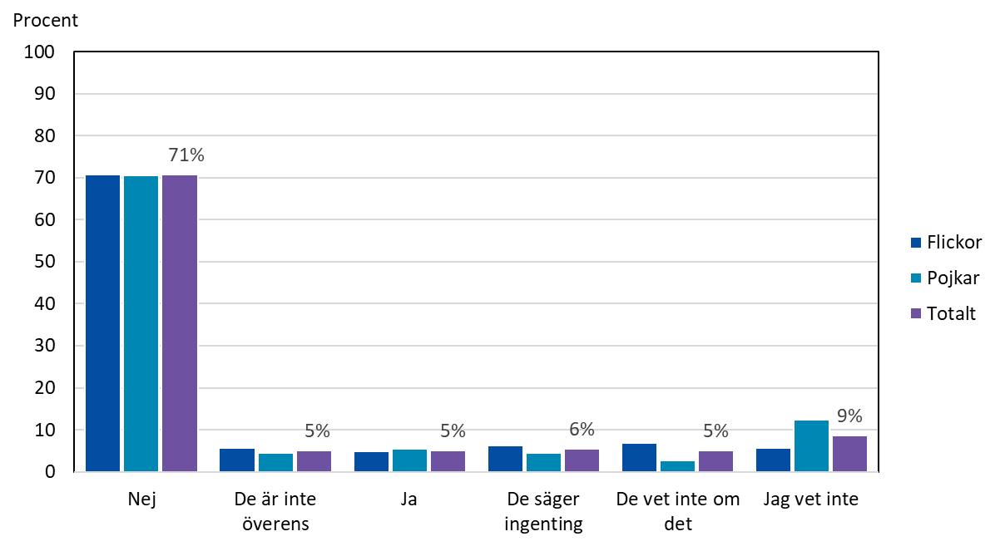 Procent
100
90
80
70
60
50
40
30
20
10
0
71%
5%
5%
6%
5%
9%
Nej
De är inte
överens
Ja
De säger
ingenting
De vet inte om
det
Jag vet inte
Flickor
Pojkar
Totalt